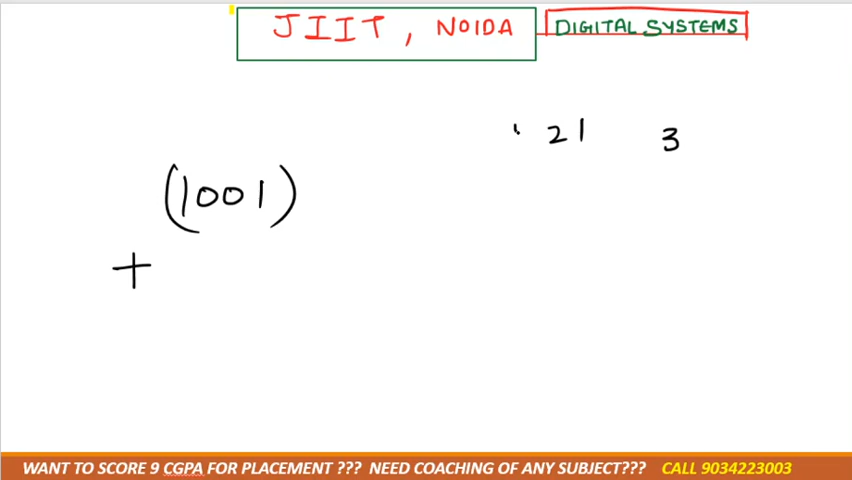 JIIT, NOIDA DIGITAL SYSTEMS
21 3
(1001)
+
WANT TO SCORE 9 CGPA FOR PLACEMENT ??? NEED COACHING OF ANY SUBJECT??? CALL 9034223003